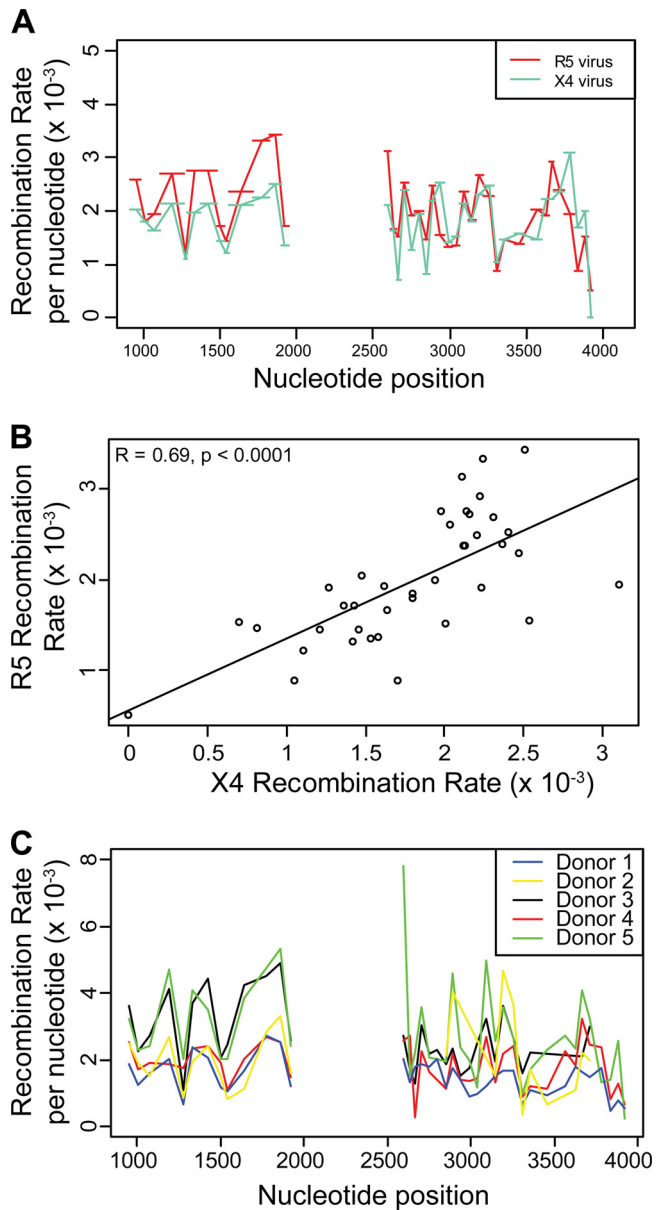 A
Recombination Rate
per nucleotide (x 10⁻³)
5
4
3
2
1
0
R5 virus
X4 virus
1000 1500 2000 2500 3000 3500 4000
Nucleotide position
B
R = 0.69, p < 0.0001
R5 Recombination
Rate (x 10⁻³)
3
2
1
0 0.5 1 1.5 2 2.5 3
X4 Recombination Rate (x 10⁻³)
C
Recombination Rate
per nucleotide (x 10⁻³)
8
6
4
2
0
Donor 1
Donor 2
Donor 3
Donor 4
Donor 5
1000 1500 2000 2500 3000 3500 4000
Nucleotide position